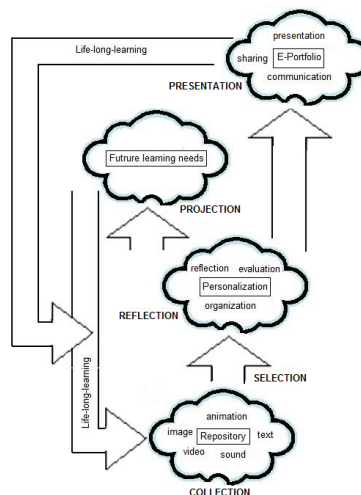 presentation
Life-long-learning
sharing E-Portfolio
communication
PRESENTATION
Futrure learning needs
PROJECTION
reflection evaluation
Personalization
organization
REFLECTION
SELECTION
Life-long-learning
animation
image Repository text
video sound
COLLECTION